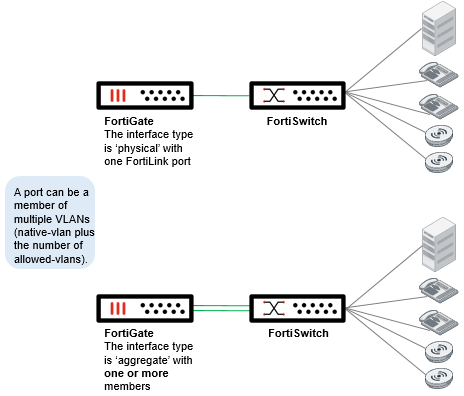 FortiGate
The interface type
is ‘physical’ with
one FortiLink port
FortiSwitch
A port can be a
member of
multiple VLANs
(native-vlan plus
the number of
allowed-vlans).
FortiGate
The interface type
is ‘aggregate’ with
one or more
members
FortiSwitch